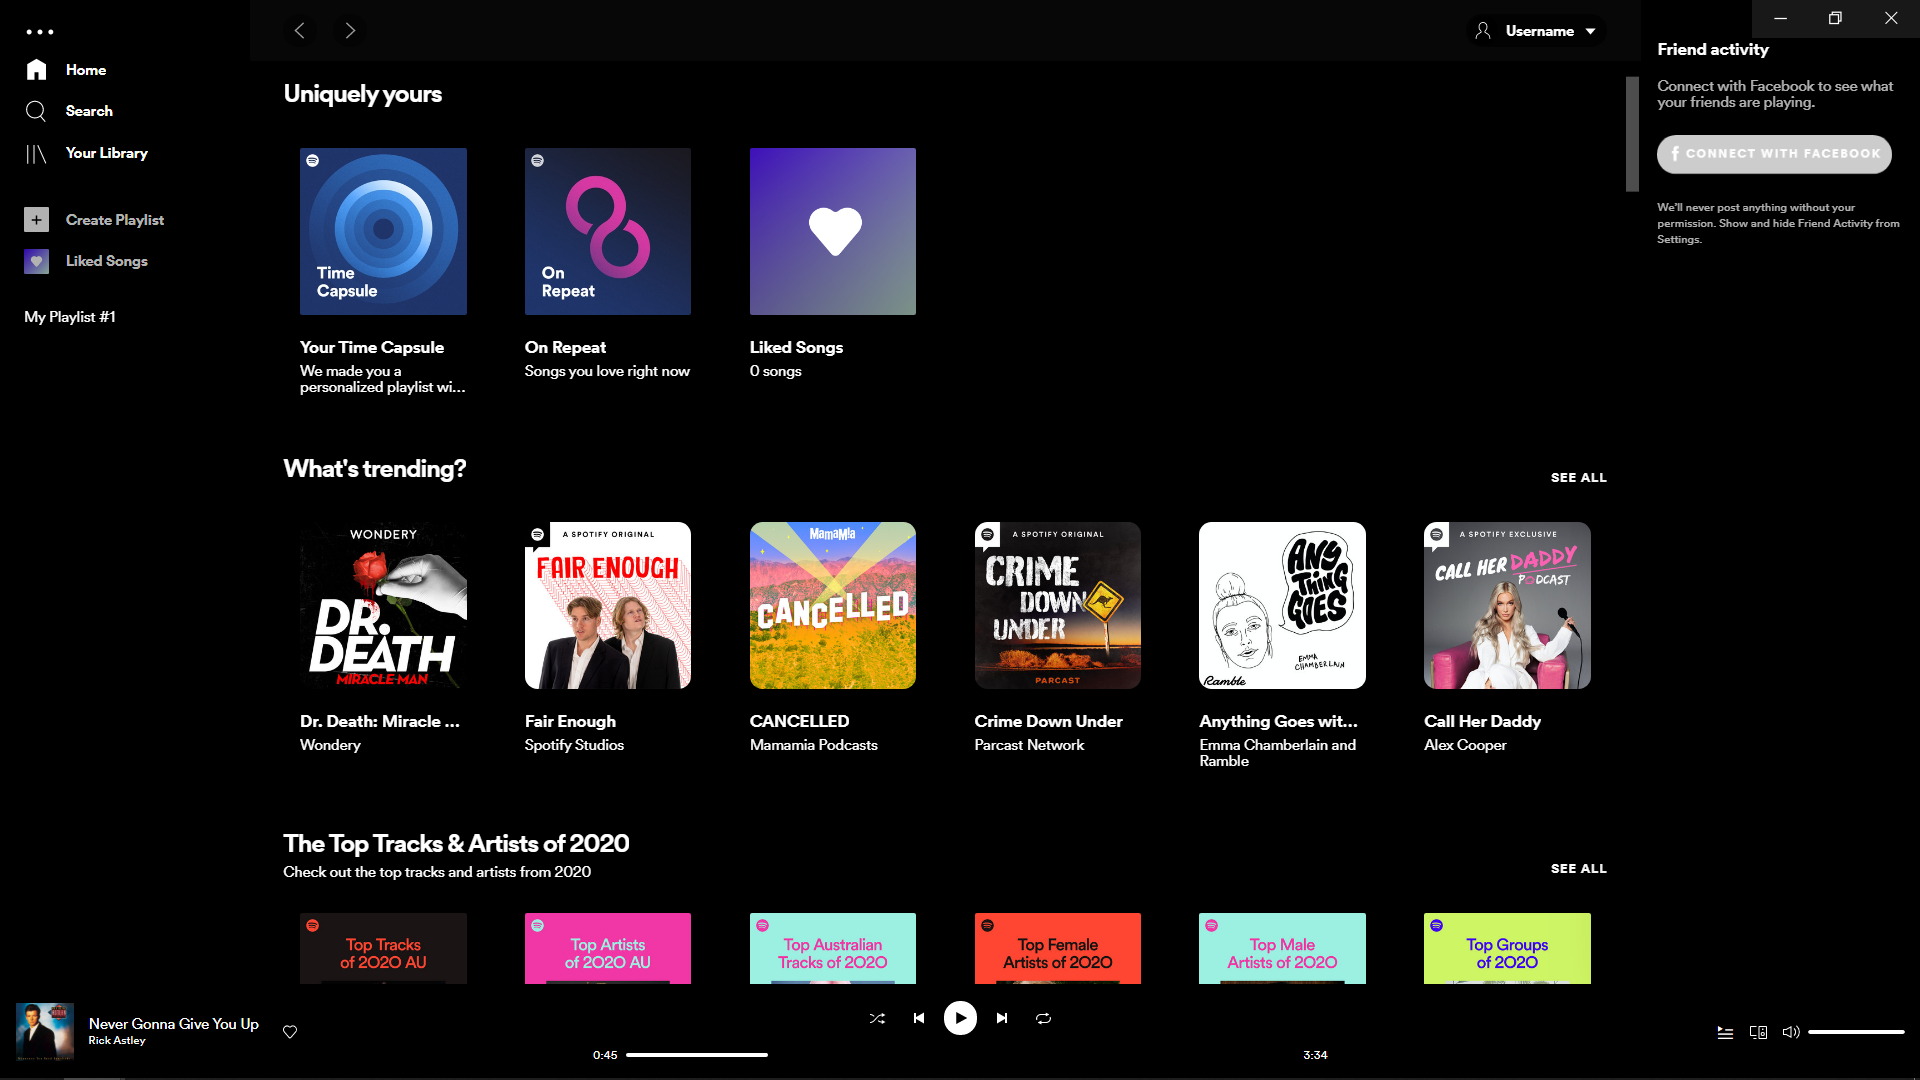 Home
Search
Your Library
Create Playlist
Liked Songs
My Playlist #1
Username
Uniquely yours
Time
Capsule
Your Time Capsule
We made you a
personalized playlist wi...
On
Repeat
On Repeat
Songs you love right now
Liked Songs
0 songs
What's trending?
SEE ALL
WONDERY
DR.
DEATH
MIRACLE MAN
Dr. Death: Miracle ...
Wondery
A SPOTIFY ORIGINAL
FAIR ENOUGH
Fair Enough
Spotify Studios
MamaMia
CANCELLED
CANCELLED
Mamamia Podcasts
A SPOTIFY ORIGINAL
CRIME
DOWN
UNDER
PARCAST
Crime Down Under
Parcast Network
ANY
THING
GOES
EMMA
CHAMBERLAIN
Ramble
Anything Goes wit...
Emma Chamberlain and
Ramble
A SPOTIFY EXCLUSIVE
CALL HER DADDY
PODCAST
Call Her Daddy
Alex Cooper
The Top Tracks & Artists of 2020
Check out the top tracks and artists from 2020
SEE ALL
Top Tracks
of 2020 AU
Top Artists
of 2020 AU
Top Australian
Tracks of 2020
Top Female
Artists of 2020
Top Male
Artists of 2020
Top Groups
of 2020
Friend activity
Connect with Facebook to see what
your friends are playing.
CONNECT WITH FACEBOOK
We'll never post anything without your
permission. Show and hide Friend Activity from
Settings.
Never Gonna Give You Up
Rick Astley
0:45
3:34